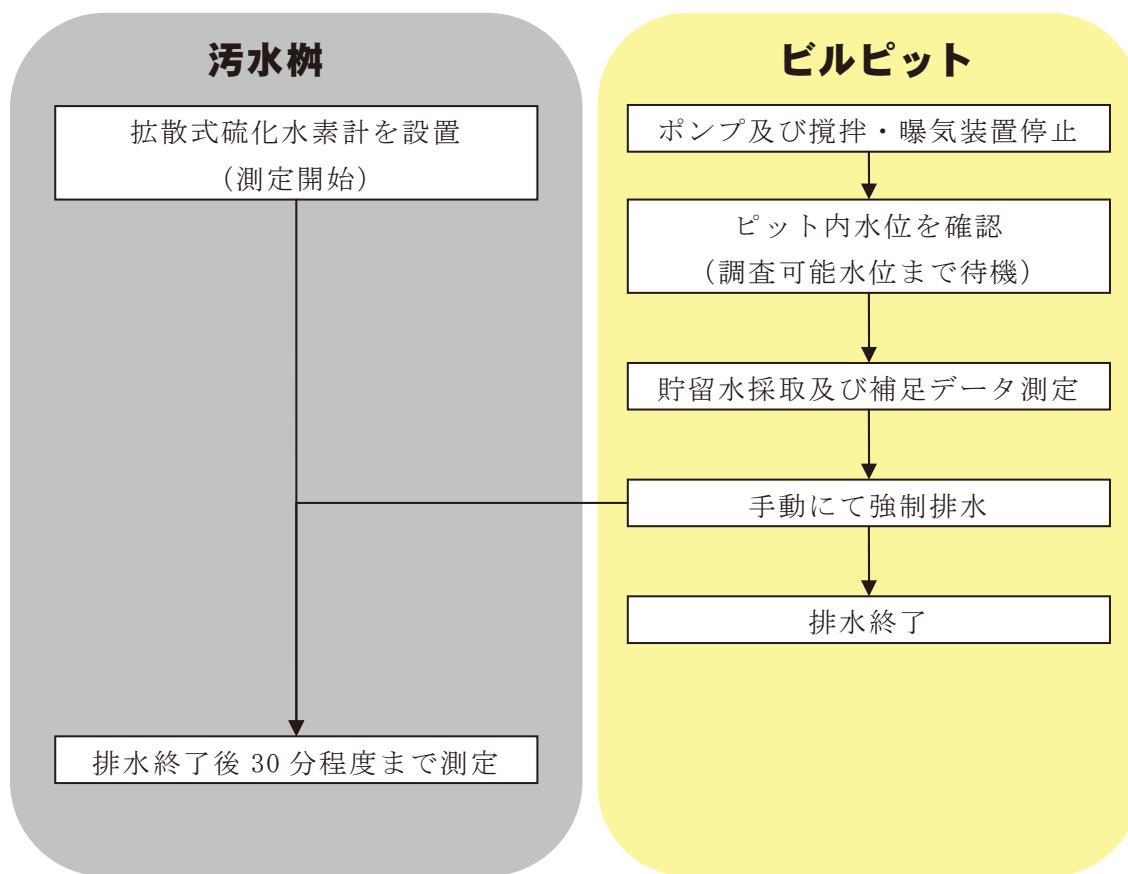 汚水桝
拡散式硫化水素計を設置
（測定開始）
排水終了後 30 分程度まで測定
ビルピット
ポンプ及び撹拌・曝気装置停止
ピット内水位を確認
（調査可能水位まで待機）
貯留水採取及び補足データ測定
手動にて強制排水
排水終了